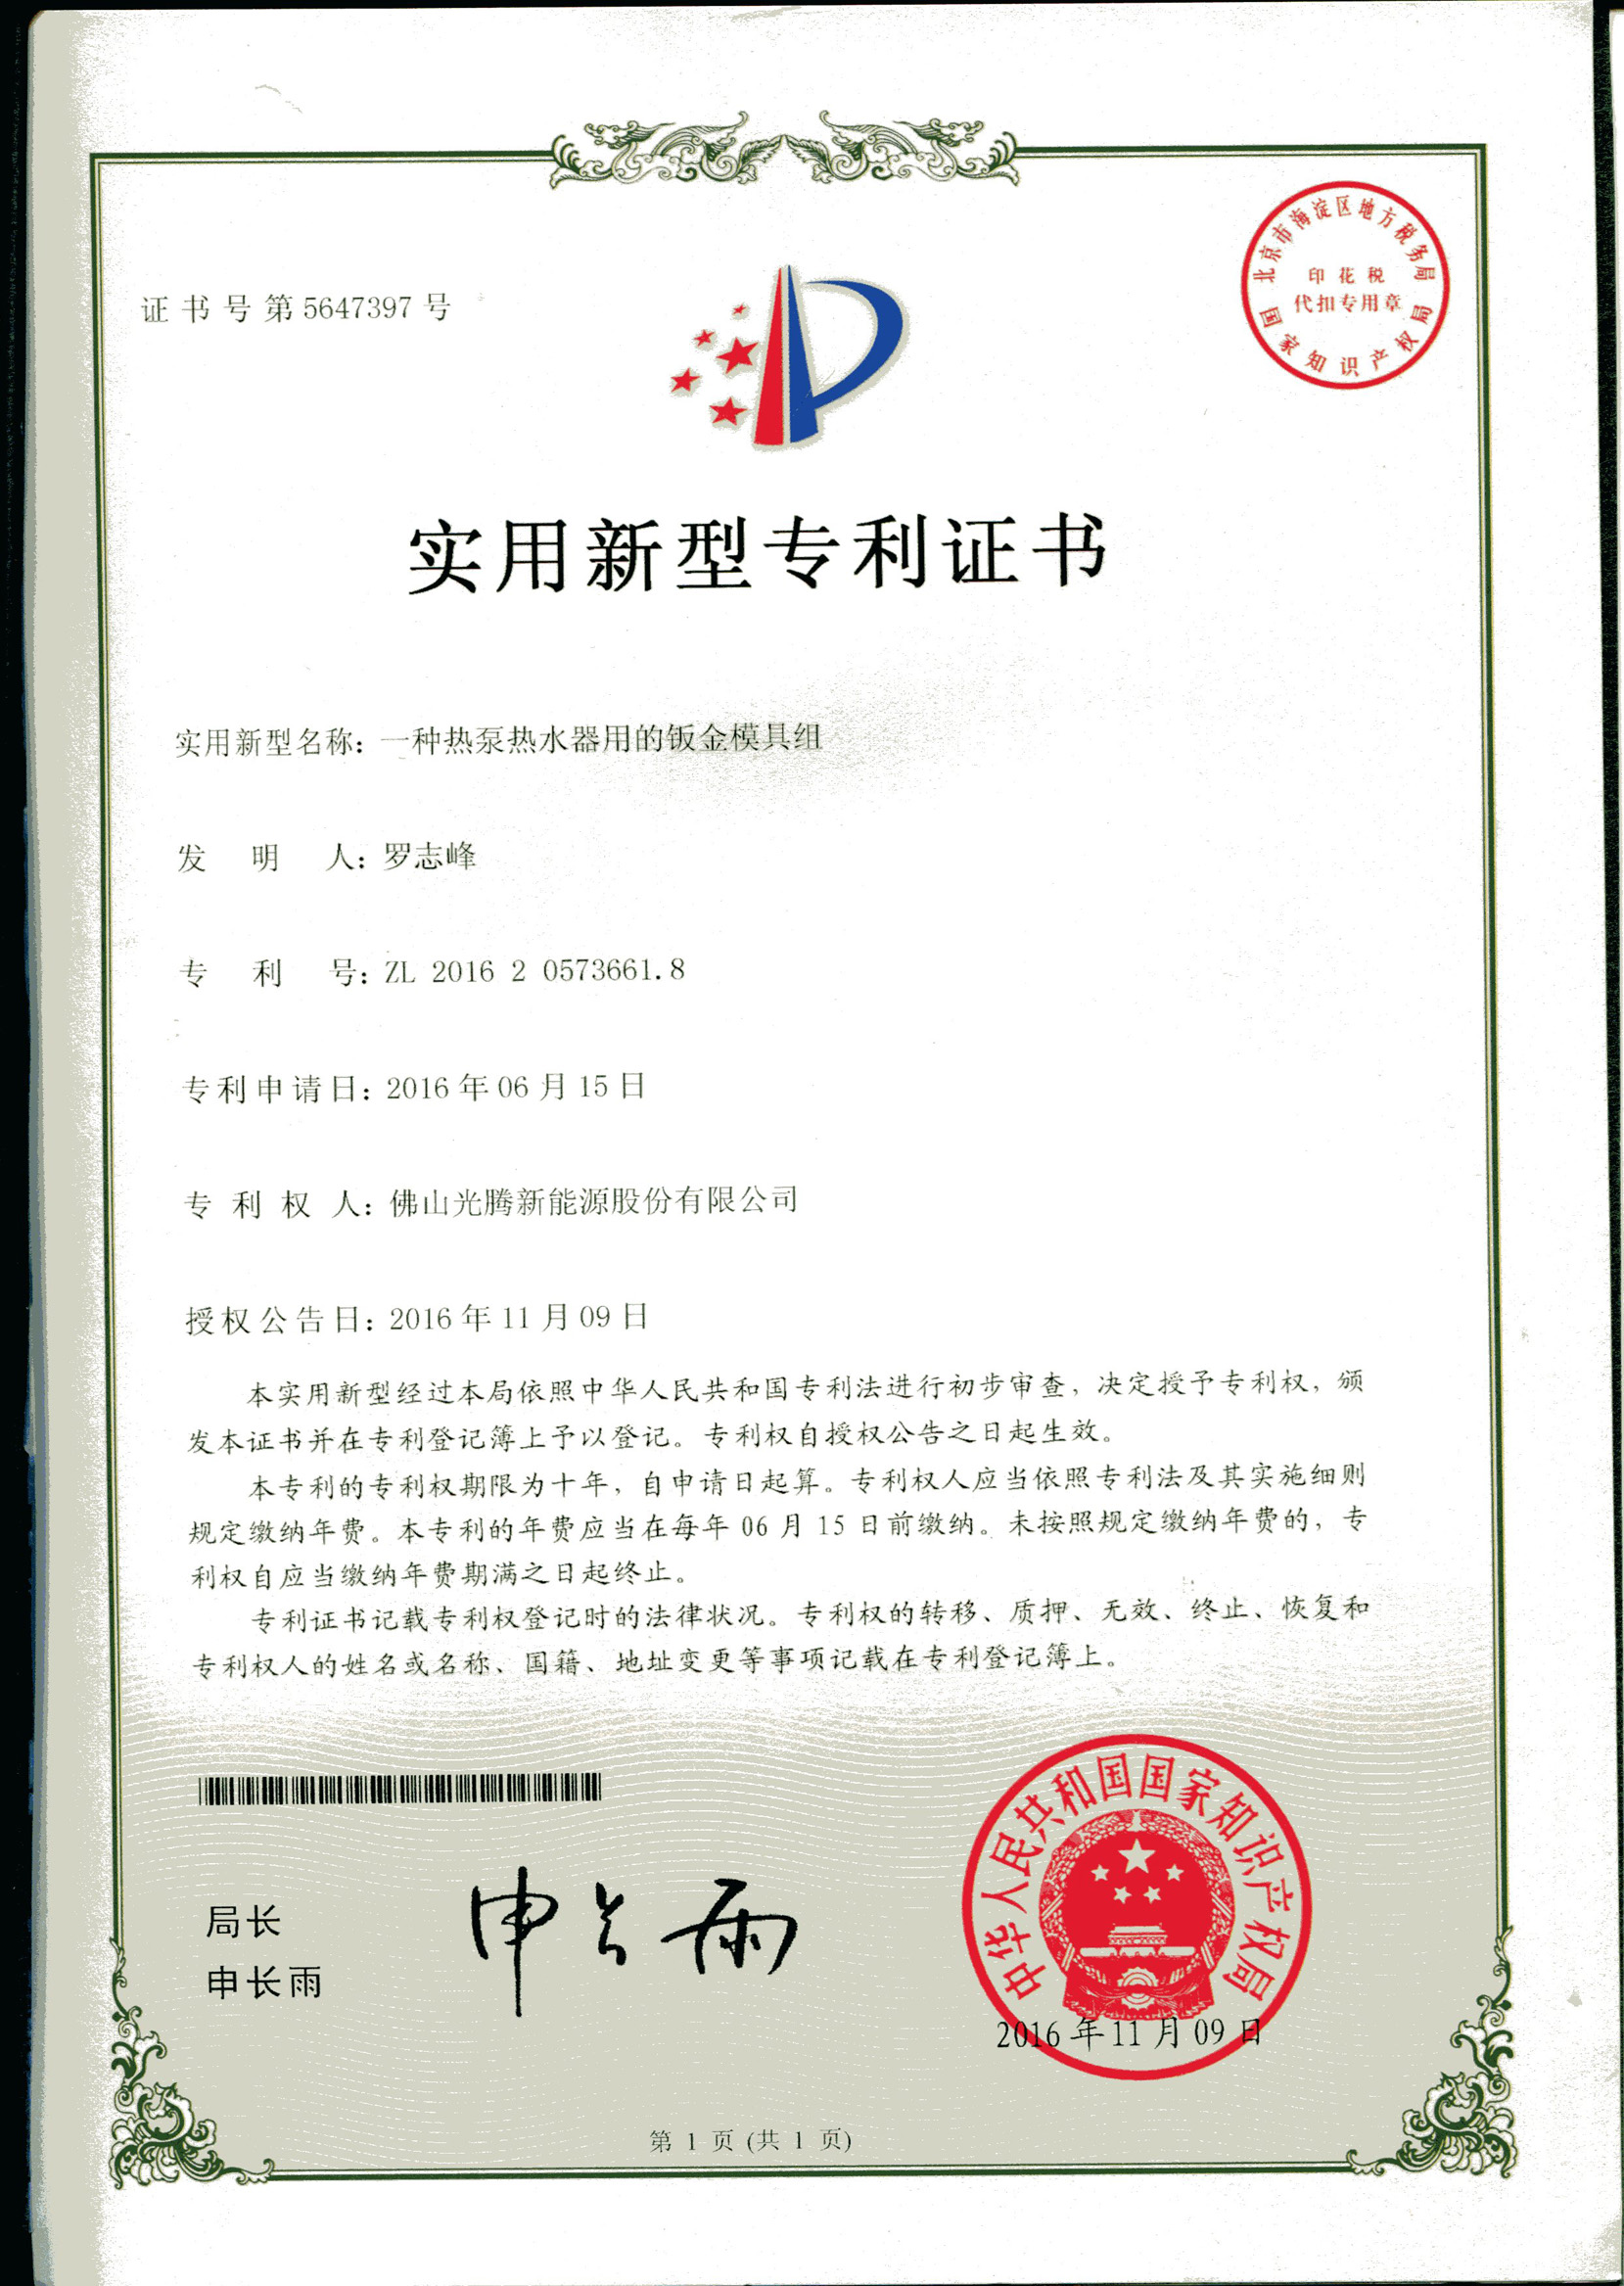 北京市海淀区地方税务局
印花税
代扣专用章
国家知识产权局
证书号第5647397号
实用新型专利证书
实用新型名称：一种热泵热水器用的钣金模具组
发明人：罗志峰
专利号：ZL 2016 2 0573661.8
专利申请日：2016年06月15日
专利权人：佛山光腾新能源股份有限公司
授权公告日：2016年11月09日
本实用新型经过本局依照中华人民共和国专利法进行初步审查，决定授予专利权，颁
发本证书并在专利登记簿上予以登记。专利权自授权公告之日起生效。
本专利的专利权期限为十年，自申请日起算。专利权人应当依照专利法及其实施细则
规定缴纳年费。本专利的年费应当在每年06月15日前缴纳。未按照规定缴纳年费的，专
利权自应当缴纳年费期满之日起终止。
专利证书记载专利权登记时的法律状况。专利权的转移、质押、无效、终止、恢复和
专利权人的姓名或名称、国籍、地址变更等事项记载在专利登记簿上。
局长
申长雨
申长雨
中华人民共和国国家知识产权局
2016年11月09日
第 1 页 (共 1 页)